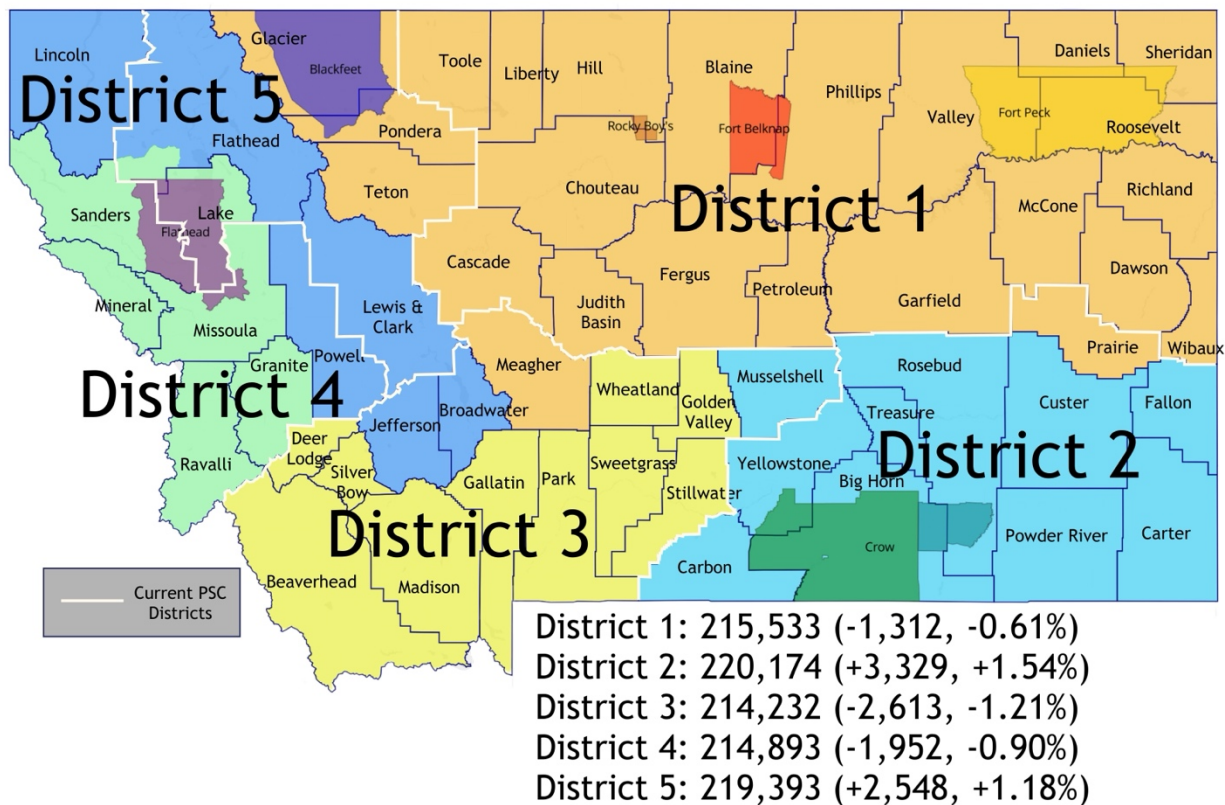 Lincoln
Glacier
Blackfeet
Toole
Liberty
Hill
Blaine
Daniels
Sheridan
District 5
Phillips
Valley
Fort Peck
Roosevelt
Rocky Boy's
Fort Belknap
Flathead
Pondera
Teton
Chouteau
Richland
Sanders
Lake
Flathead
District 1
McCone
Cascade
Fergus
Dawson
Judith
Basin
Petroleum
Garfield
Mineral
Missoula
Lewis &
Clark
Granite
Powell
Meagher
Prairie
Wibaux
Wheatland
Golden
Valley
Musselshell
Rosebud
District 4
Jefferson
Broadwater
Treasure
Custer
Fallon
Ravalli
Deer
Lodge
Silver
Bow
Gallatin
Park
Sweetgrass
Stillwater
Yellowstone
Big Horn
District 2
District 3
Powder River
Carter
Crow
Carbon
Beaverhead
Madison
Current PSC
Districts
District 1: 215,533 (-1,312, -0.61%)
District 2: 220,174 (+3,329, +1.54%)
District 3: 214,232 (-2,613, -1.21%)
District 4: 214,893 (-1,952, -0.90%)
District 5: 219,393 (+2,548, +1.18%)